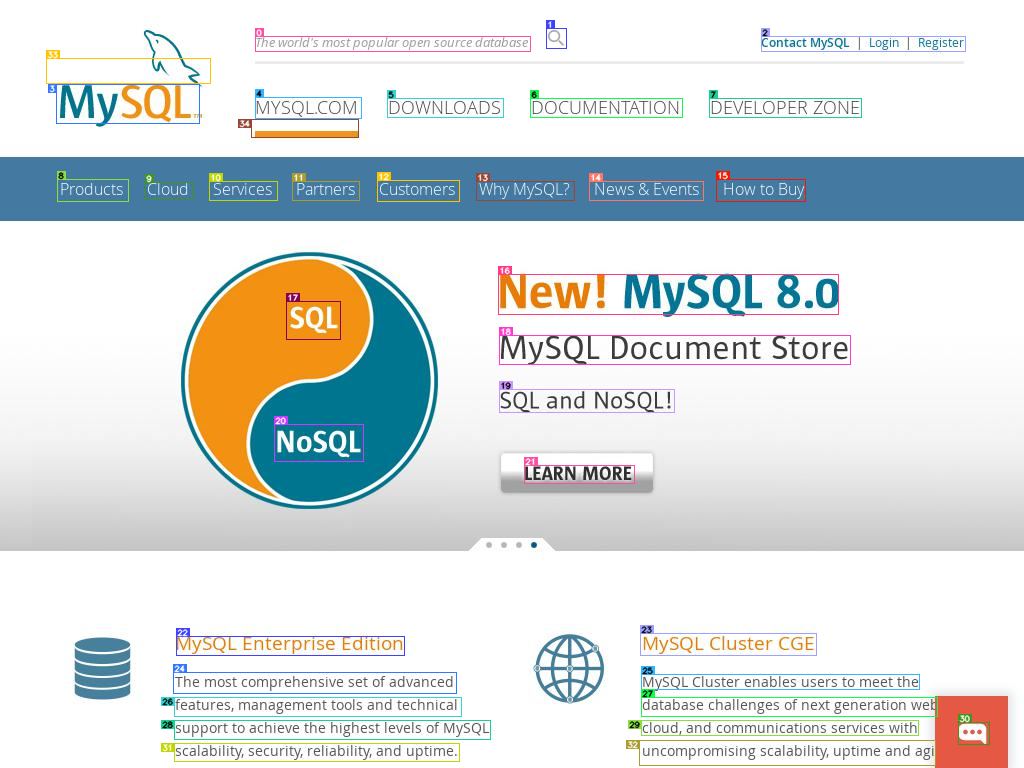 The world's most popular open source database
Contact MySQL | Login | Register
MySQL™
MYSQL.COM DOWNLOADS DOCUMENTATION DEVELOPER ZONE
Products Cloud Services Partners Customers Why MySQL? News & Events How to Buy
New! MySQL 8.0
SQL
MySQL Document Store
SQL and NoSQL!
NoSQL
LEARN MORE
MySQL Enterprise Edition
The most comprehensive set of advanced
features, management tools and technical
support to achieve the highest levels of MySQL
scalability, security, reliability, and uptime.
MySQL Cluster CGE
MySQL Cluster enables users to meet the
database challenges of next generation web
cloud, and communications services with
uncompromising scalability, uptime and agi
0
1
2
3
4
5
6
7
8
9
10
11
12
13
14
15
16
17
18
19
20
21
22
23
24
25
26
27
28
29
30
31
32
33
34